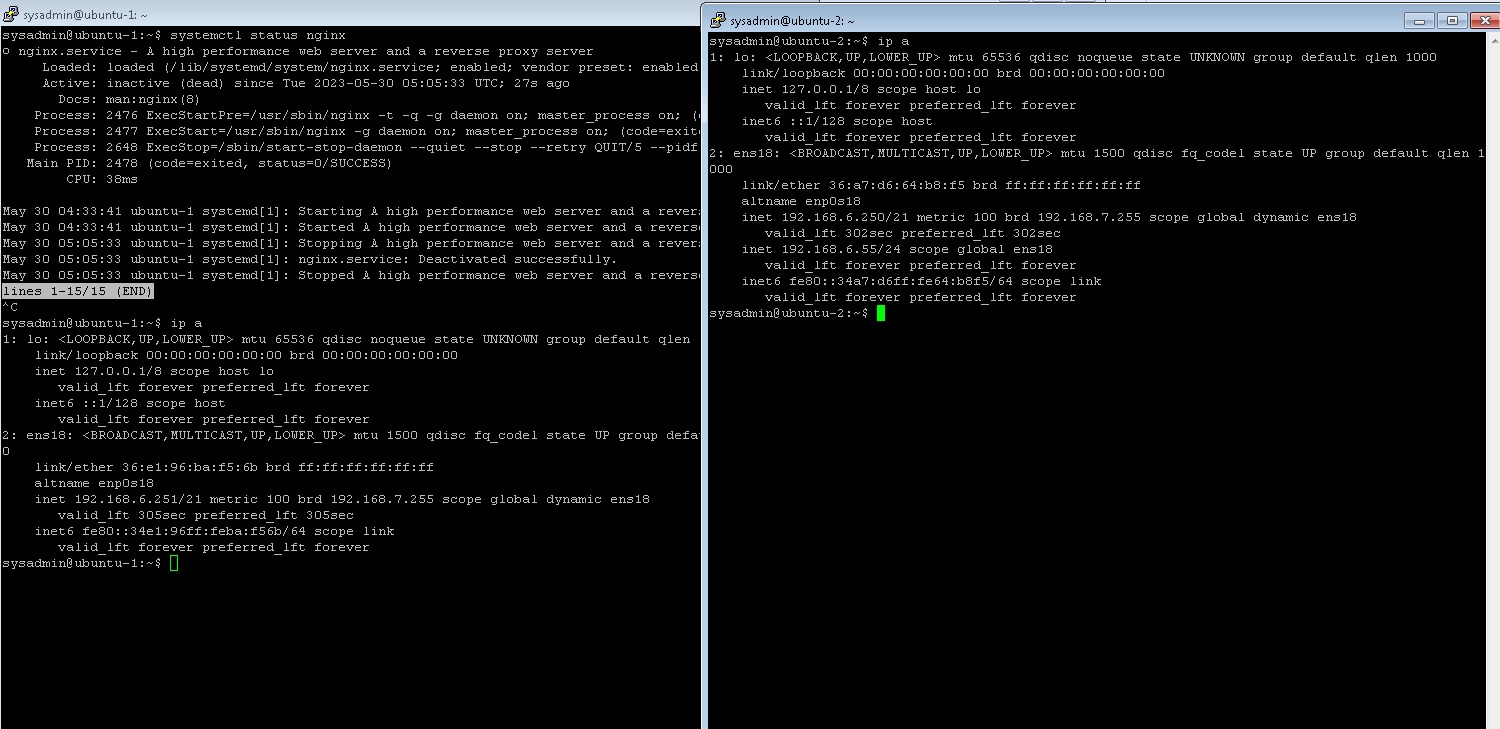 sysadmin@ubuntu-1: ~
sysadmin@ubuntu-1:~$ systemctl status nginx
○ nginx.service - A high performance web server and a reverse proxy server
Loaded: loaded (/lib/systemd/system/nginx.service; enabled; vendor preset: enabled
Active: inactive (dead) since Tue 2023-05-30 05:05:33 UTC; 27s ago
Docs: man:nginx(8)
Process: 2476 ExecStartPre=/usr/sbin/nginx -t -q -g daemon on; master_process on; (
Process: 2477 ExecStart=/usr/sbin/nginx -g daemon on; master_process on; (code=exite
Process: 2648 ExecStop=/sbin/start-stop-daemon --quiet --stop --retry QUIT/5 --pidf
Main PID: 2478 (code=exited, status=0/SUCCESS)
CPU: 38ms
May 30 04:33:41 ubuntu-1 systemd[1]: Starting A high performance web server and a rever
May 30 04:33:41 ubuntu-1 systemd[1]: Started A high performance web server and a revers
May 30 05:05:33 ubuntu-1 systemd[1]: Stopping A high performance web server and a rever
May 30 05:05:33 ubuntu-1 systemd[1]: nginx.service: Deactivated successfully.
May 30 05:05:33 ubuntu-1 systemd[1]: Stopped A high performance web server and a revers
lines 1-15/15 (END)
^C
sysadmin@ubuntu-1:~$ ip a
1: lo: <LOOPBACK,UP,LOWER_UP> mtu 65536 qdisc noqueue state UNKNOWN group default qlen
link/loopback 00:00:00:00:00:00 brd 00:00:00:00:00:00
inet 127.0.0.1/8 scope host lo
valid_lft forever preferred_lft forever
inet6 ::1/128 scope host
valid_lft forever preferred_lft forever
2: ens18: <BROADCAST,MULTICAST,UP,LOWER_UP> mtu 1500 qdisc fq_codel state UP group defa
0
link/ether 36:e1:96:ba:f5:6b brd ff:ff:ff:ff:ff:ff
altname enp0s18
inet 192.168.6.251/21 metric 100 brd 192.168.7.255 scope global dynamic ens18
valid_lft 305sec preferred_lft 305sec
inet6 fe80::34e1:96ff:feba:f56b/64 scope link
valid_lft forever preferred_lft forever
sysadmin@ubuntu-1:~$
sysadmin@ubuntu-2: ~
sysadmin@ubuntu-2:~$ ip a
1: lo: <LOOPBACK,UP,LOWER_UP> mtu 65536 qdisc noqueue state UNKNOWN group default qlen 1000
link/loopback 00:00:00:00:00:00 brd 00:00:00:00:00:00
inet 127.0.0.1/8 scope host lo
valid_lft forever preferred_lft forever
inet6 ::1/128 scope host
valid_lft forever preferred_lft forever
2: ens18: <BROADCAST,MULTICAST,UP,LOWER_UP> mtu 1500 qdisc fq_codel state UP group default qlen 1
000
link/ether 36:a7:d6:64:b8:f5 brd ff:ff:ff:ff:ff:ff
altname enp0s18
inet 192.168.6.250/21 metric 100 brd 192.168.7.255 scope global dynamic ens18
valid_lft 302sec preferred_lft 302sec
inet 192.168.6.55/24 scope global ens18
valid_lft forever preferred_lft forever
inet6 fe80::34a7:d6ff:fe64:b8f5/64 scope link
valid_lft forever preferred_lft forever
sysadmin@ubuntu-2:~$